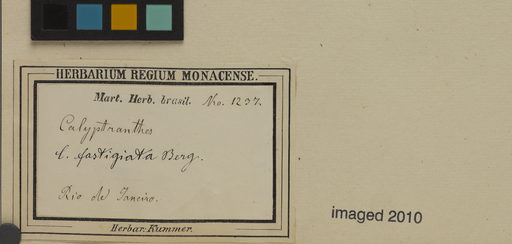 HERBARIUM REGIUM MONACENSE.
Mart. Herb. brasil. No. 1237.
Calyptranthes
C. fastigiata Berg.
Rio de Janeiro.
Herbar. Kummer.
imaged 2010